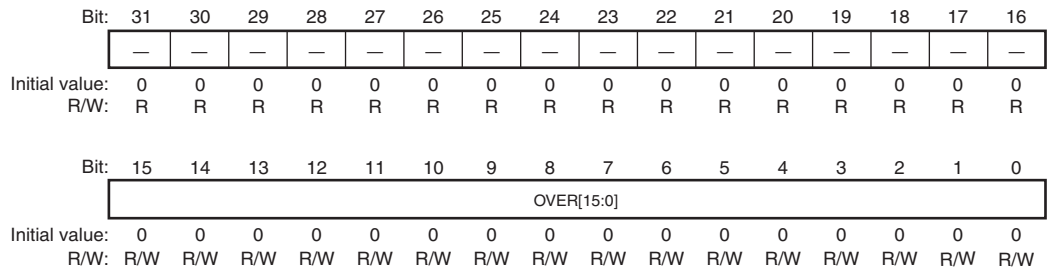 Bit: 31 30 29 28 27 26 25 24 23 22 21 20 19 18 17 16
— — — — — — — — — — — — — — — —
Initial value: 0 0 0 0 0 0 0 0 0 0 0 0 0 0 0 0
R/W: R R R R R R R R R R R R R R R R
Bit: 15 14 13 12 11 10 9 8 7 6 5 4 3 2 1 0
OVER[15:0]
Initial value: 0 0 0 0 0 0 0 0 0 0 0 0 0 0 0 0
R/W: R/W R/W R/W R/W R/W R/W R/W R/W R/W R/W R/W R/W R/W R/W R/W R/W